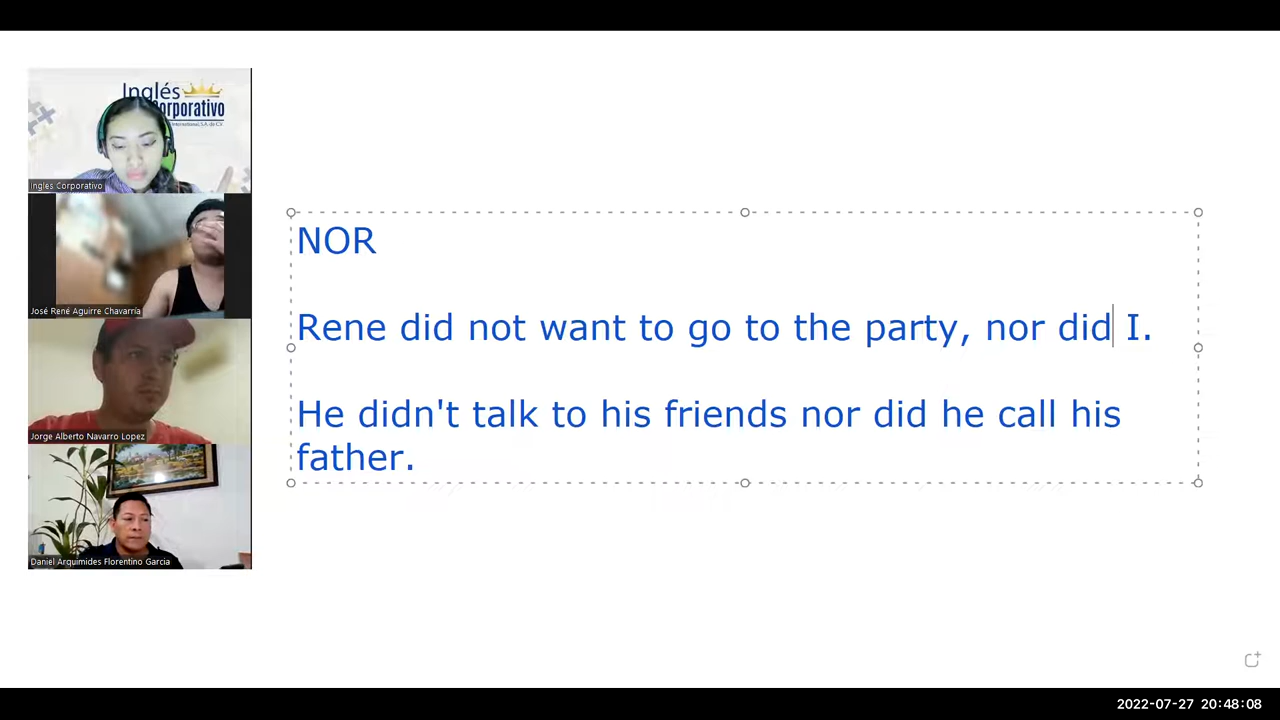 Inglés
Corporativo
Ingles Corporativo
José René Aguirre Chavarría
Jorge Alberto Navarro Lopez
Daniel Arquimides Florentino Garcia
NOR
Rene did not want to go to the party, nor did I.
He didn't talk to his friends nor did he call his
father.
2022-07-27 20:48:08